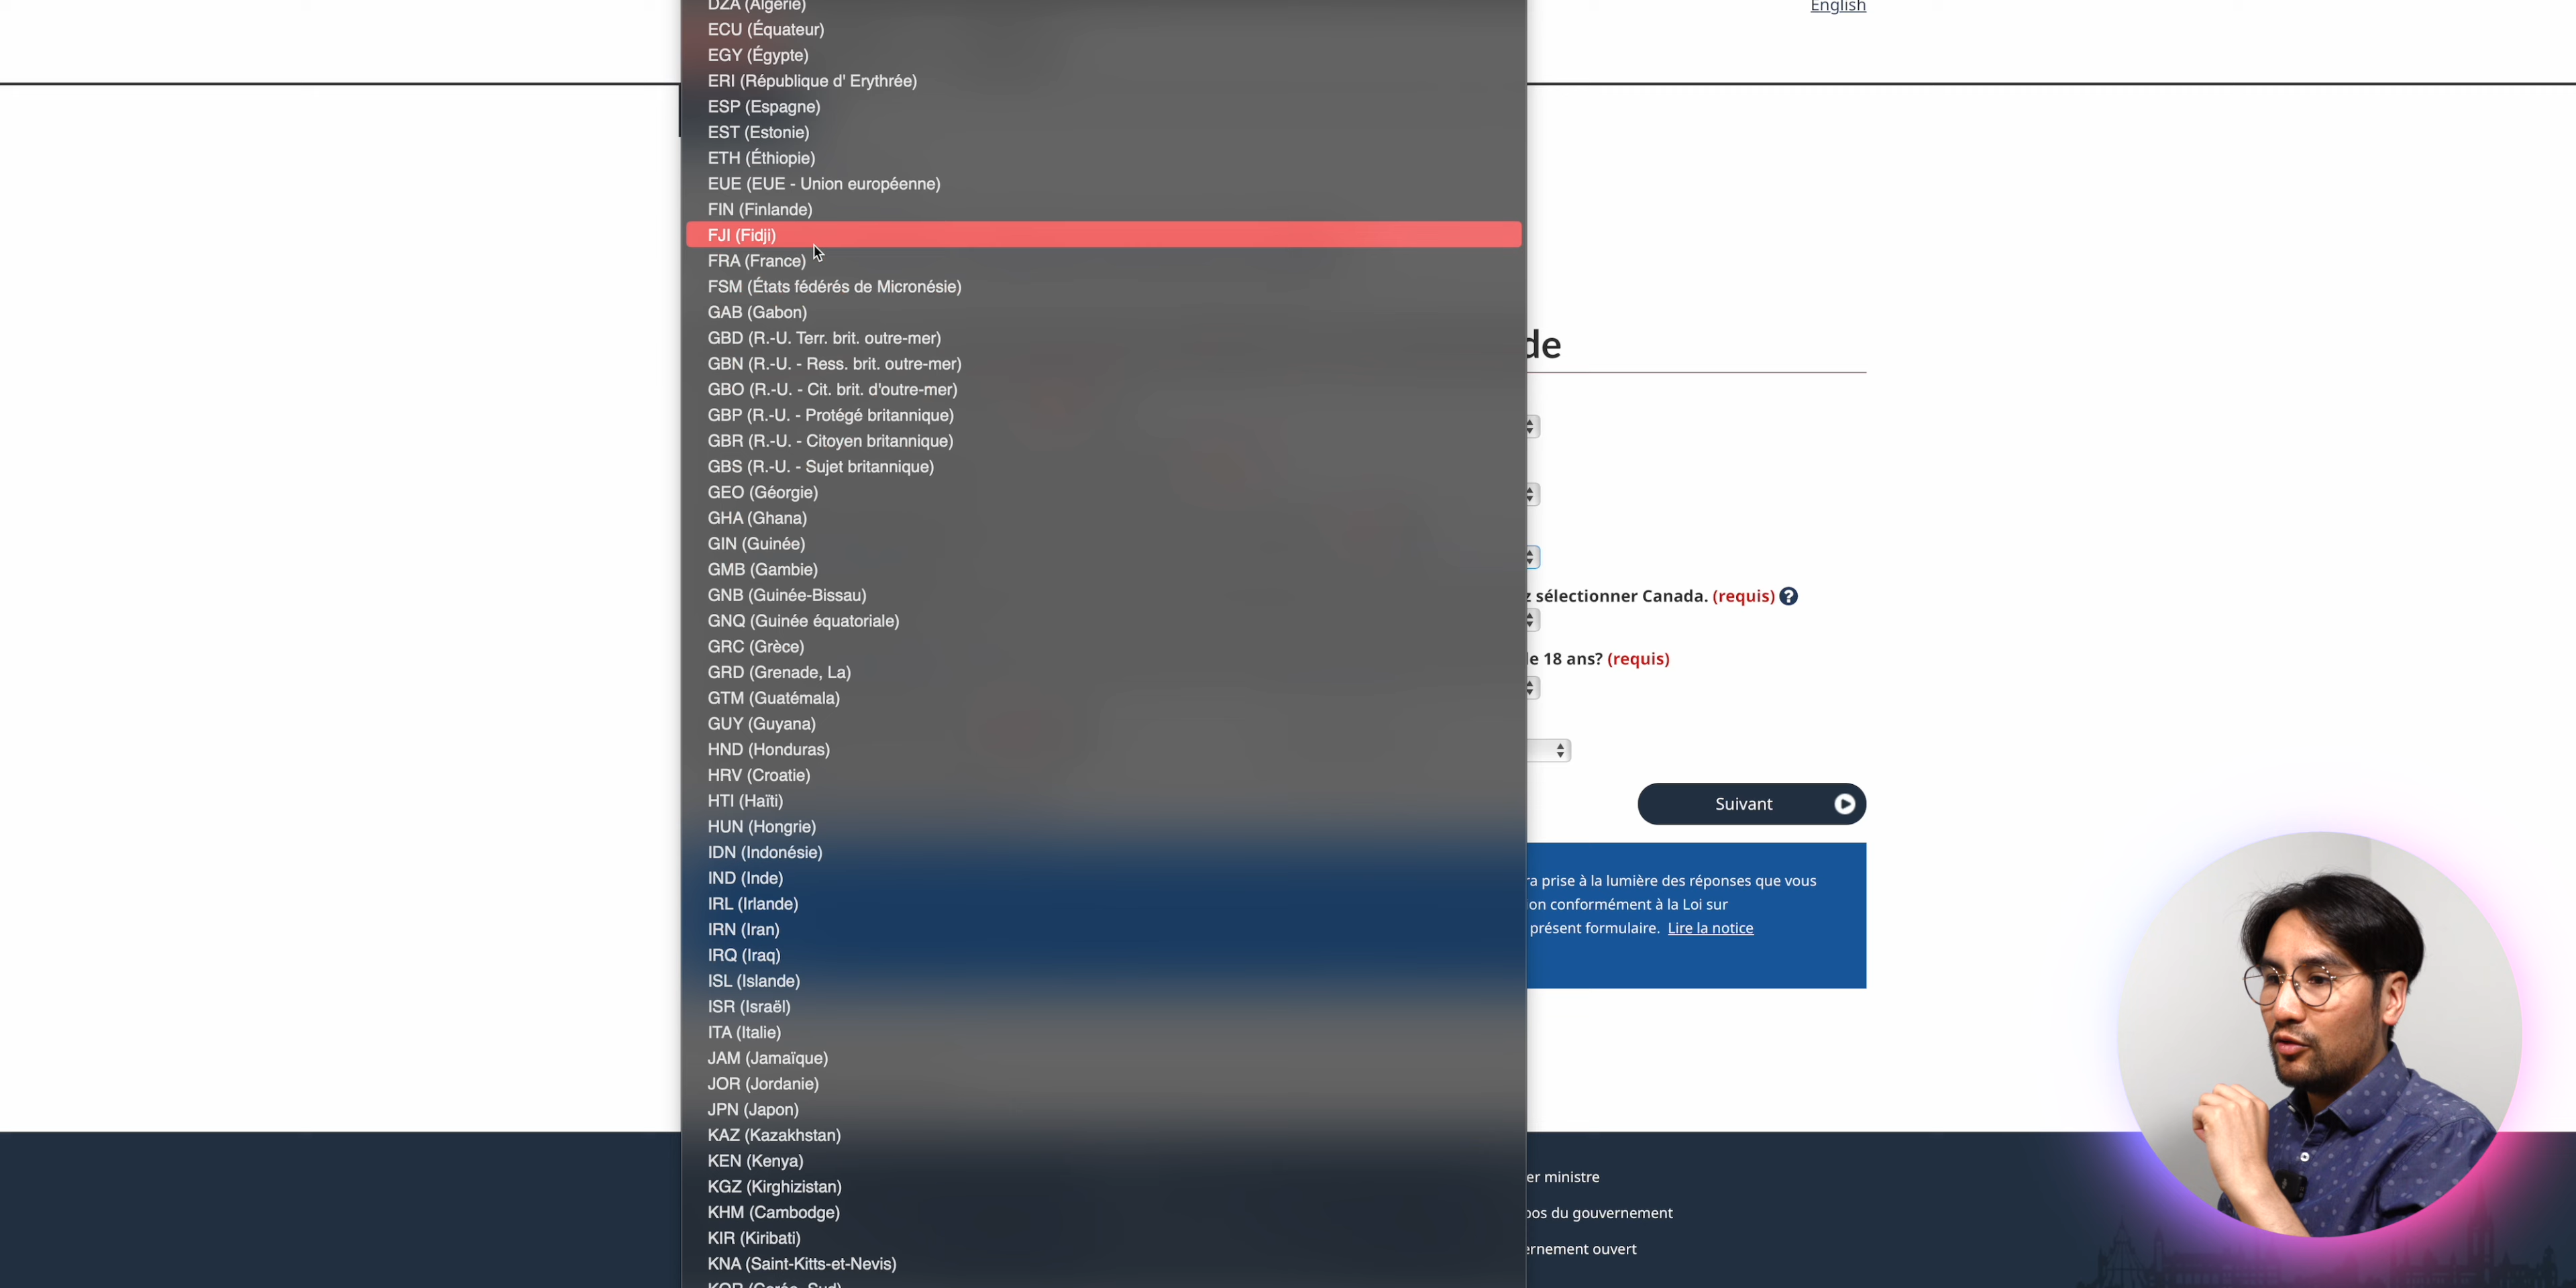 English
DZA (Algérie)
ECU (Équateur)
EGY (Égypte)
ERI (République d' Erythrée)
ESP (Espagne)
EST (Estonie)
ETH (Éthiopie)
EUE (EUE - Union européenne)
FIN (Finlande)
FJI (Fidji)
FRA (France)
FSM (États fédérés de Micronésie)
GAB (Gabon)
GBD (R.-U. Terr. brit. outre-mer)
GBN (R.-U. - Ress. brit. outre-mer)
GBO (R.-U. - Cit. brit. d'outre-mer)
GBP (R.-U. - Protégé britannique)
GBR (R.-U. - Citoyen britannique)
GBS (R.-U. - Sujet britannique)
GEO (Géorgie)
GHA (Ghana)
GIN (Guinée)
GMB (Gambie)
GNB (Guinée-Bissau)
GNQ (Guinée équatoriale)
GRC (Grèce)
GRD (Grenade, La)
GTM (Guatémala)
GUY (Guyana)
HND (Honduras)
HRV (Croatie)
HTI (Haïti)
HUN (Hongrie)
IDN (Indonésie)
IND (Inde)
IRL (Irlande)
IRN (Iran)
IRQ (Iraq)
ISL (Islande)
ISR (Israël)
ITA (Italie)
JAM (Jamaïque)
JOR (Jordanie)
JPN (Japon)
KAZ (Kazakhstan)
KEN (Kenya)
KGZ (Kirghizistan)
KHM (Cambodge)
KIR (Kiribati)
KNA (Saint-Kitts-et-Nevis)
de
z sélectionner Canada. (requis) ?
le 18 ans? (requis)
Suivant
ra prise à la lumière des réponses que vous
ion conformément à la Loi sur
présent formulaire. Lire la notice
er ministre
pos du gouvernement
ernement ouvert